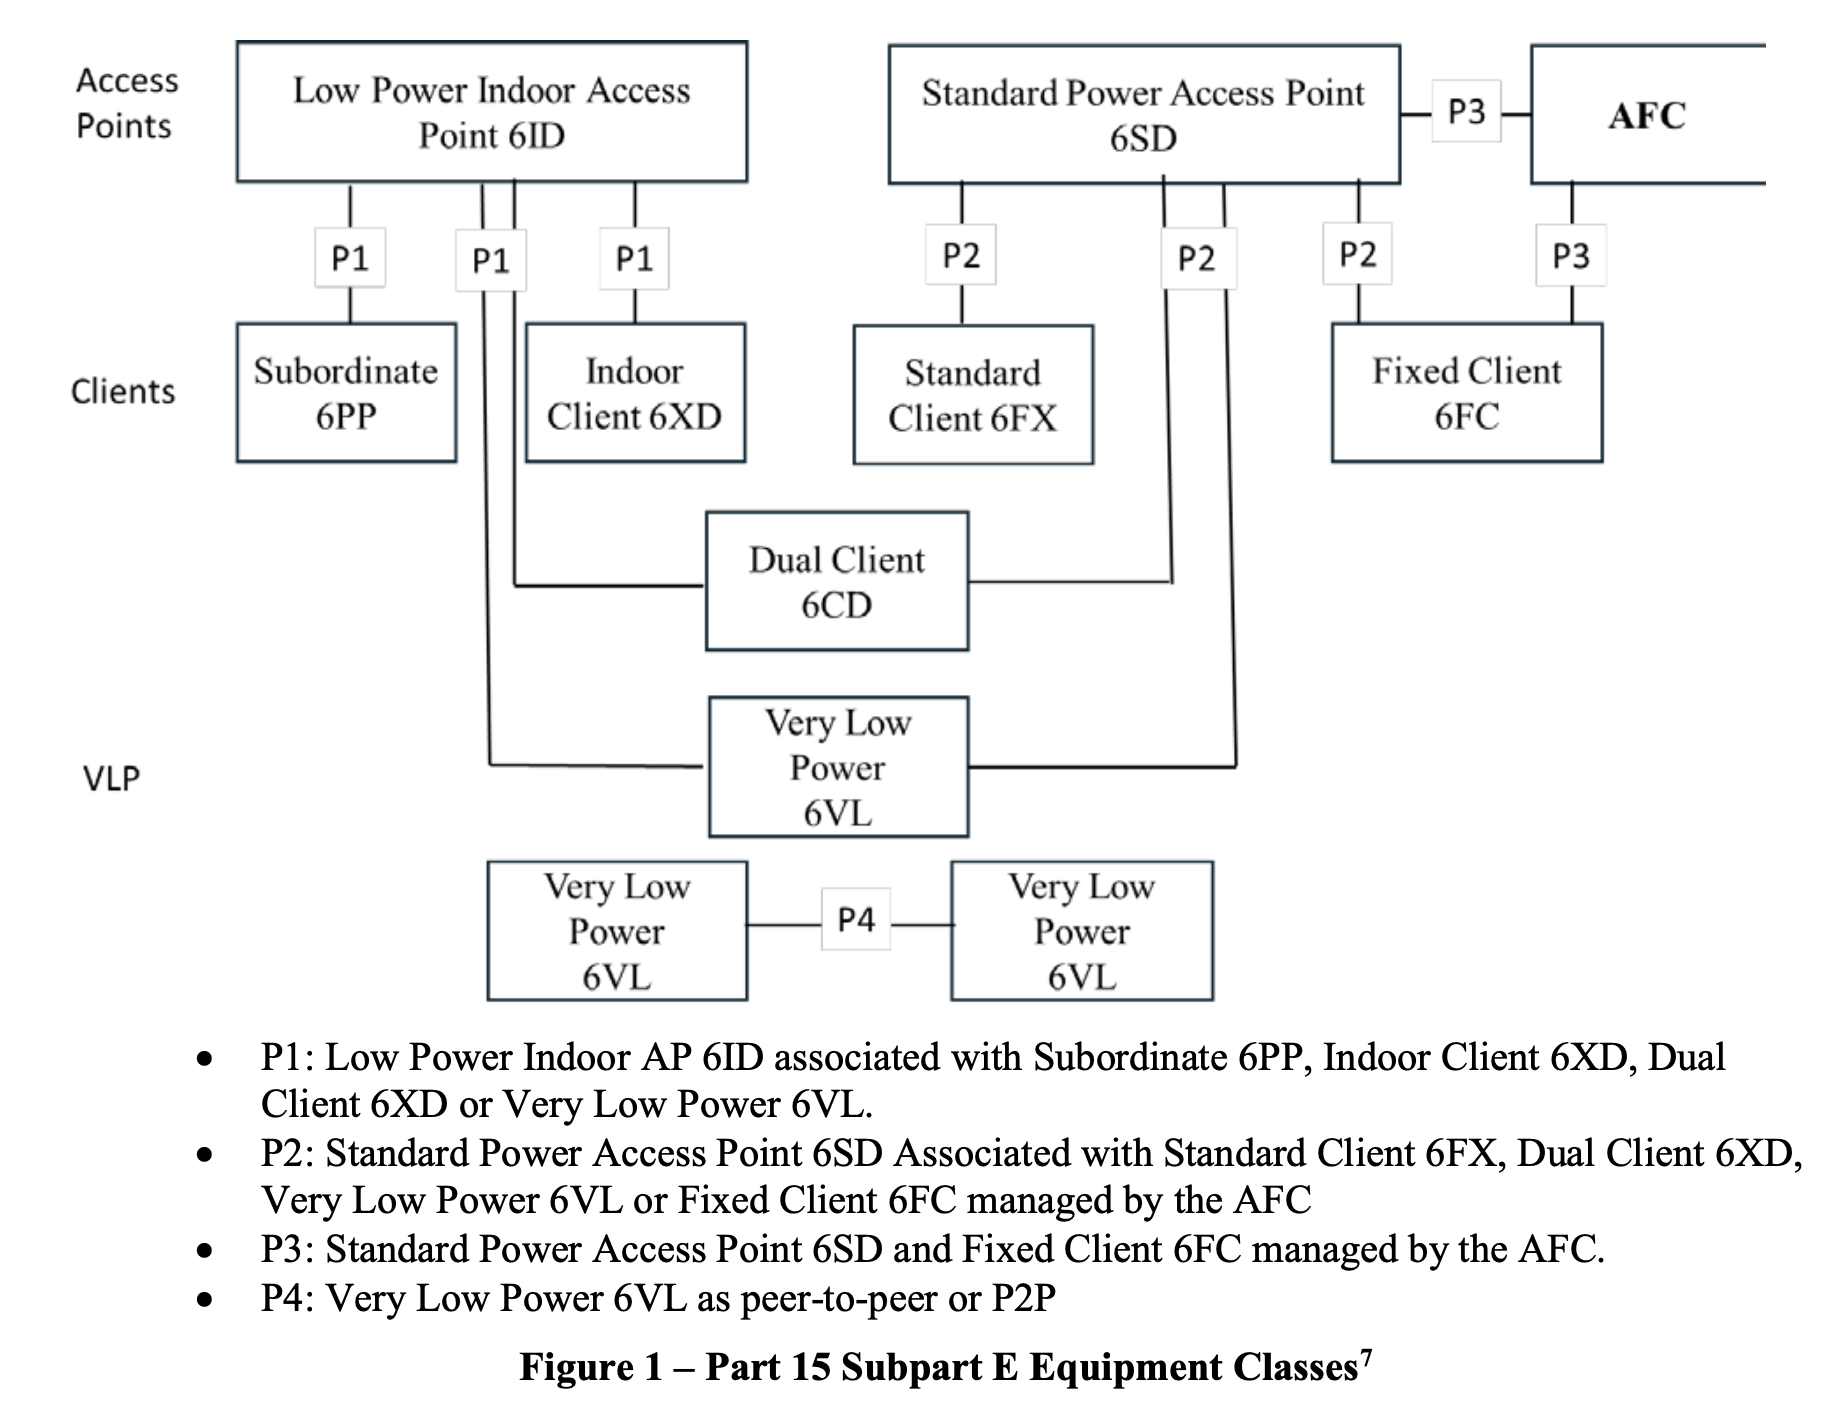 Access
Points
Low Power Indoor Access
Point 6ID
Standard Power Access Point
6SD
P3
AFC
P1
P1
P1
P2
P2
P2
P3
Clients
Subordinate
6PP
Indoor
Client 6XD
Standard
Client 6FX
Fixed Client
6FC
Dual Client
6CD
VLP
Very Low
Power
6VL
Very Low
Power
6VL
P4
Very Low
Power
6VL
• P1: Low Power Indoor AP 6ID associated with Subordinate 6PP, Indoor Client 6XD, Dual
Client 6XD or Very Low Power 6VL.
• P2: Standard Power Access Point 6SD Associated with Standard Client 6FX, Dual Client 6XD,
Very Low Power 6VL or Fixed Client 6FC managed by the AFC
• P3: Standard Power Access Point 6SD and Fixed Client 6FC managed by the AFC.
• P4: Very Low Power 6VL as peer-to-peer or P2P
Figure 1 – Part 15 Subpart E Equipment Classes⁷